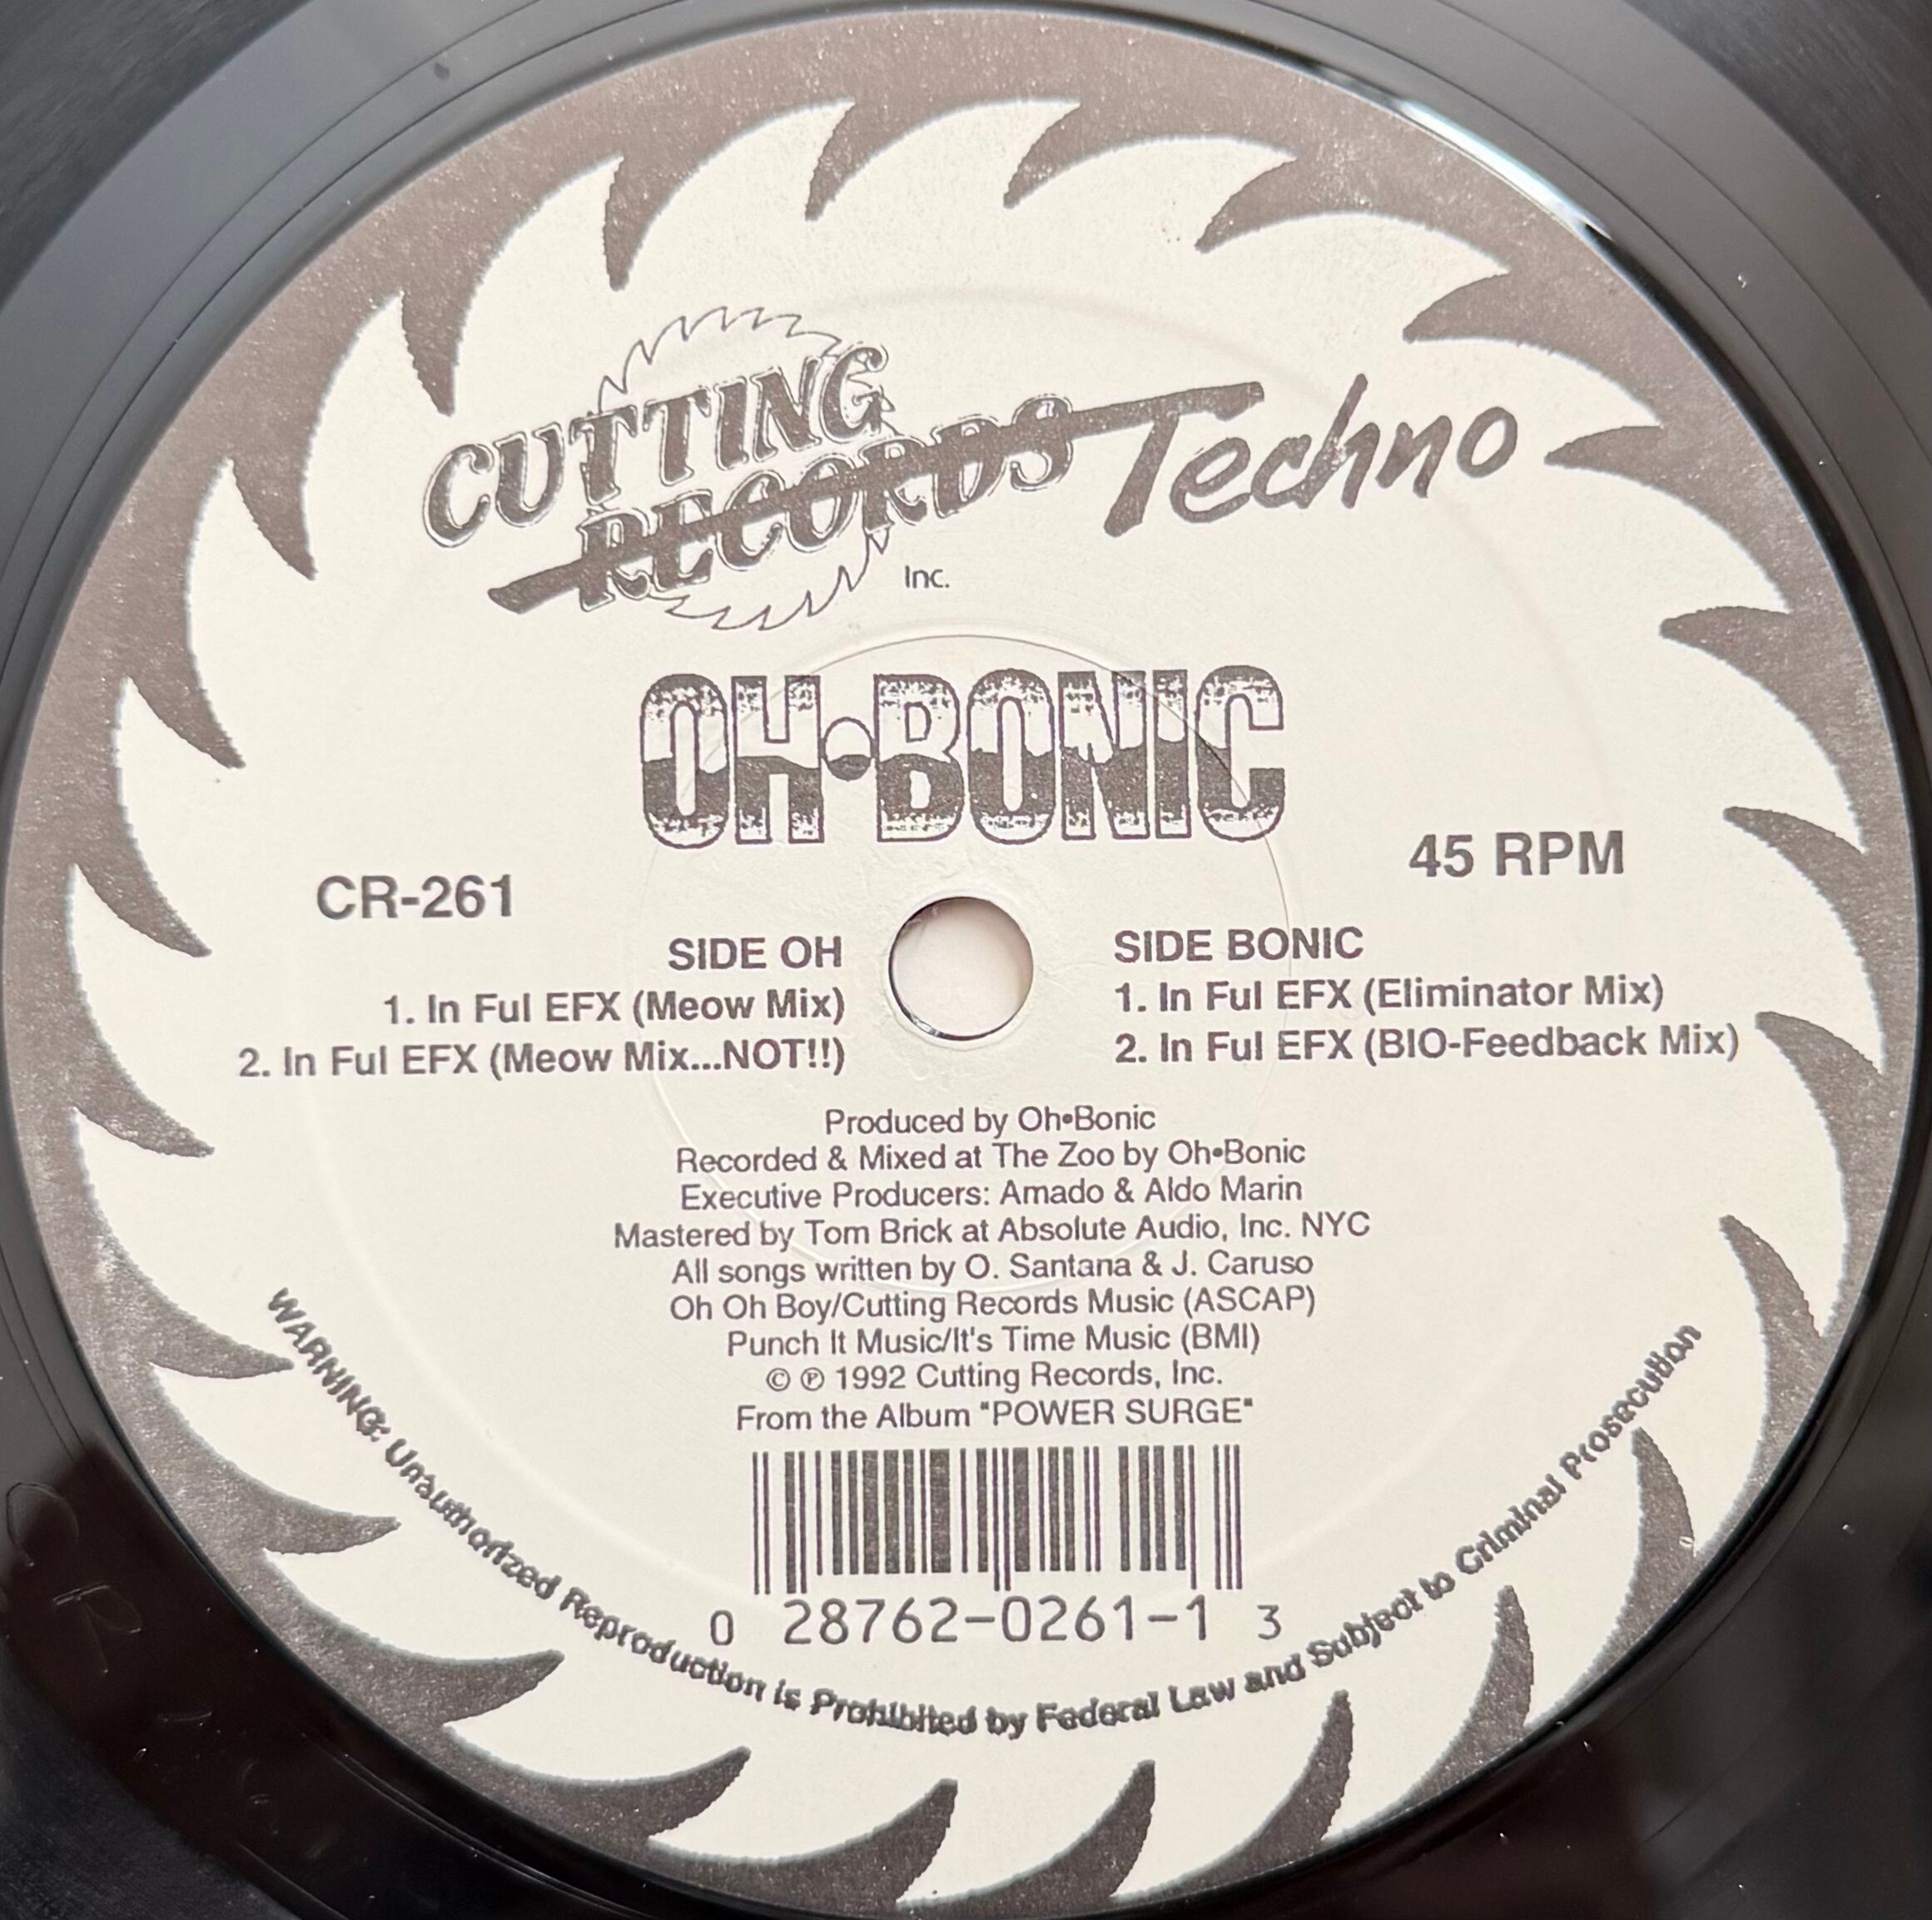 CUTTING
RECORDS Techno
Inc.
OH•BONIC
CR-261
45 RPM
SIDE OH
1. In Ful EFX (Meow Mix)
2. In Ful EFX (Meow Mix...NOT!!)
SIDE BONIC
1. In Ful EFX (Eliminator Mix)
2. In Ful EFX (BIO-Feedback Mix)
Produced by Oh•Bonic
Recorded & Mixed at The Zoo by Oh•Bonic
Executive Producers: Amado & Aldo Marin
Mastered by Tom Brick at Absolute Audio, Inc. NYC
All songs written by O. Santana & J. Caruso
Oh Oh Boy/Cutting Records Music (ASCAP)
Punch It Music/It's Time Music (BMI)
© ℗ 1992 Cutting Records, Inc.
From the Album "POWER SURGE"
0 28762-0261-1 3
WARNING: Unauthorized Reproduction is Prohibited by Federal Law and Subject to Criminal Prosecution